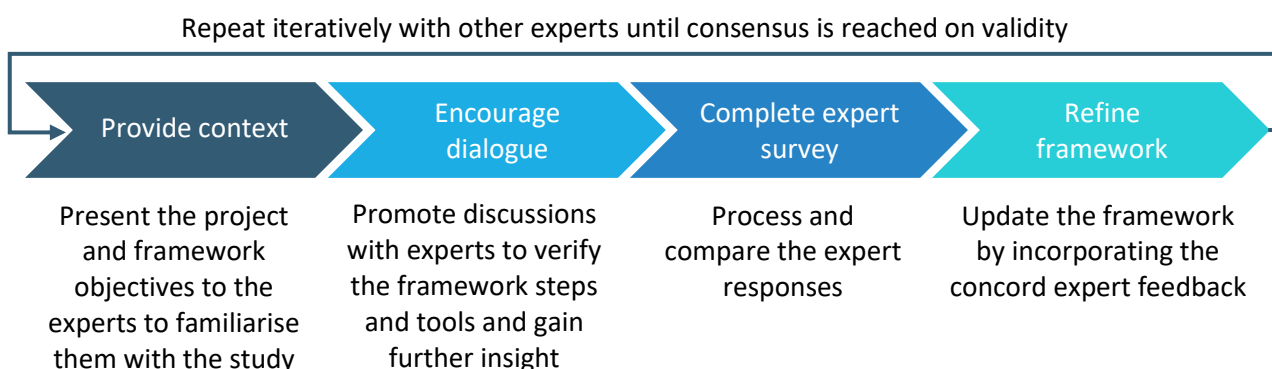 Repeat iteratively with other experts until consensus is reached on validity
Provide context
Encourage
dialogue
Complete expert
survey
Refine
framework
Present the project
and framework
objectives to the
experts to familiarise
them with the study
Promote discussions
with experts to verify
the framework steps
and tools and gain
further insight
Process and
compare the expert
responses
Update the framework
by incorporating the
concord expert feedback